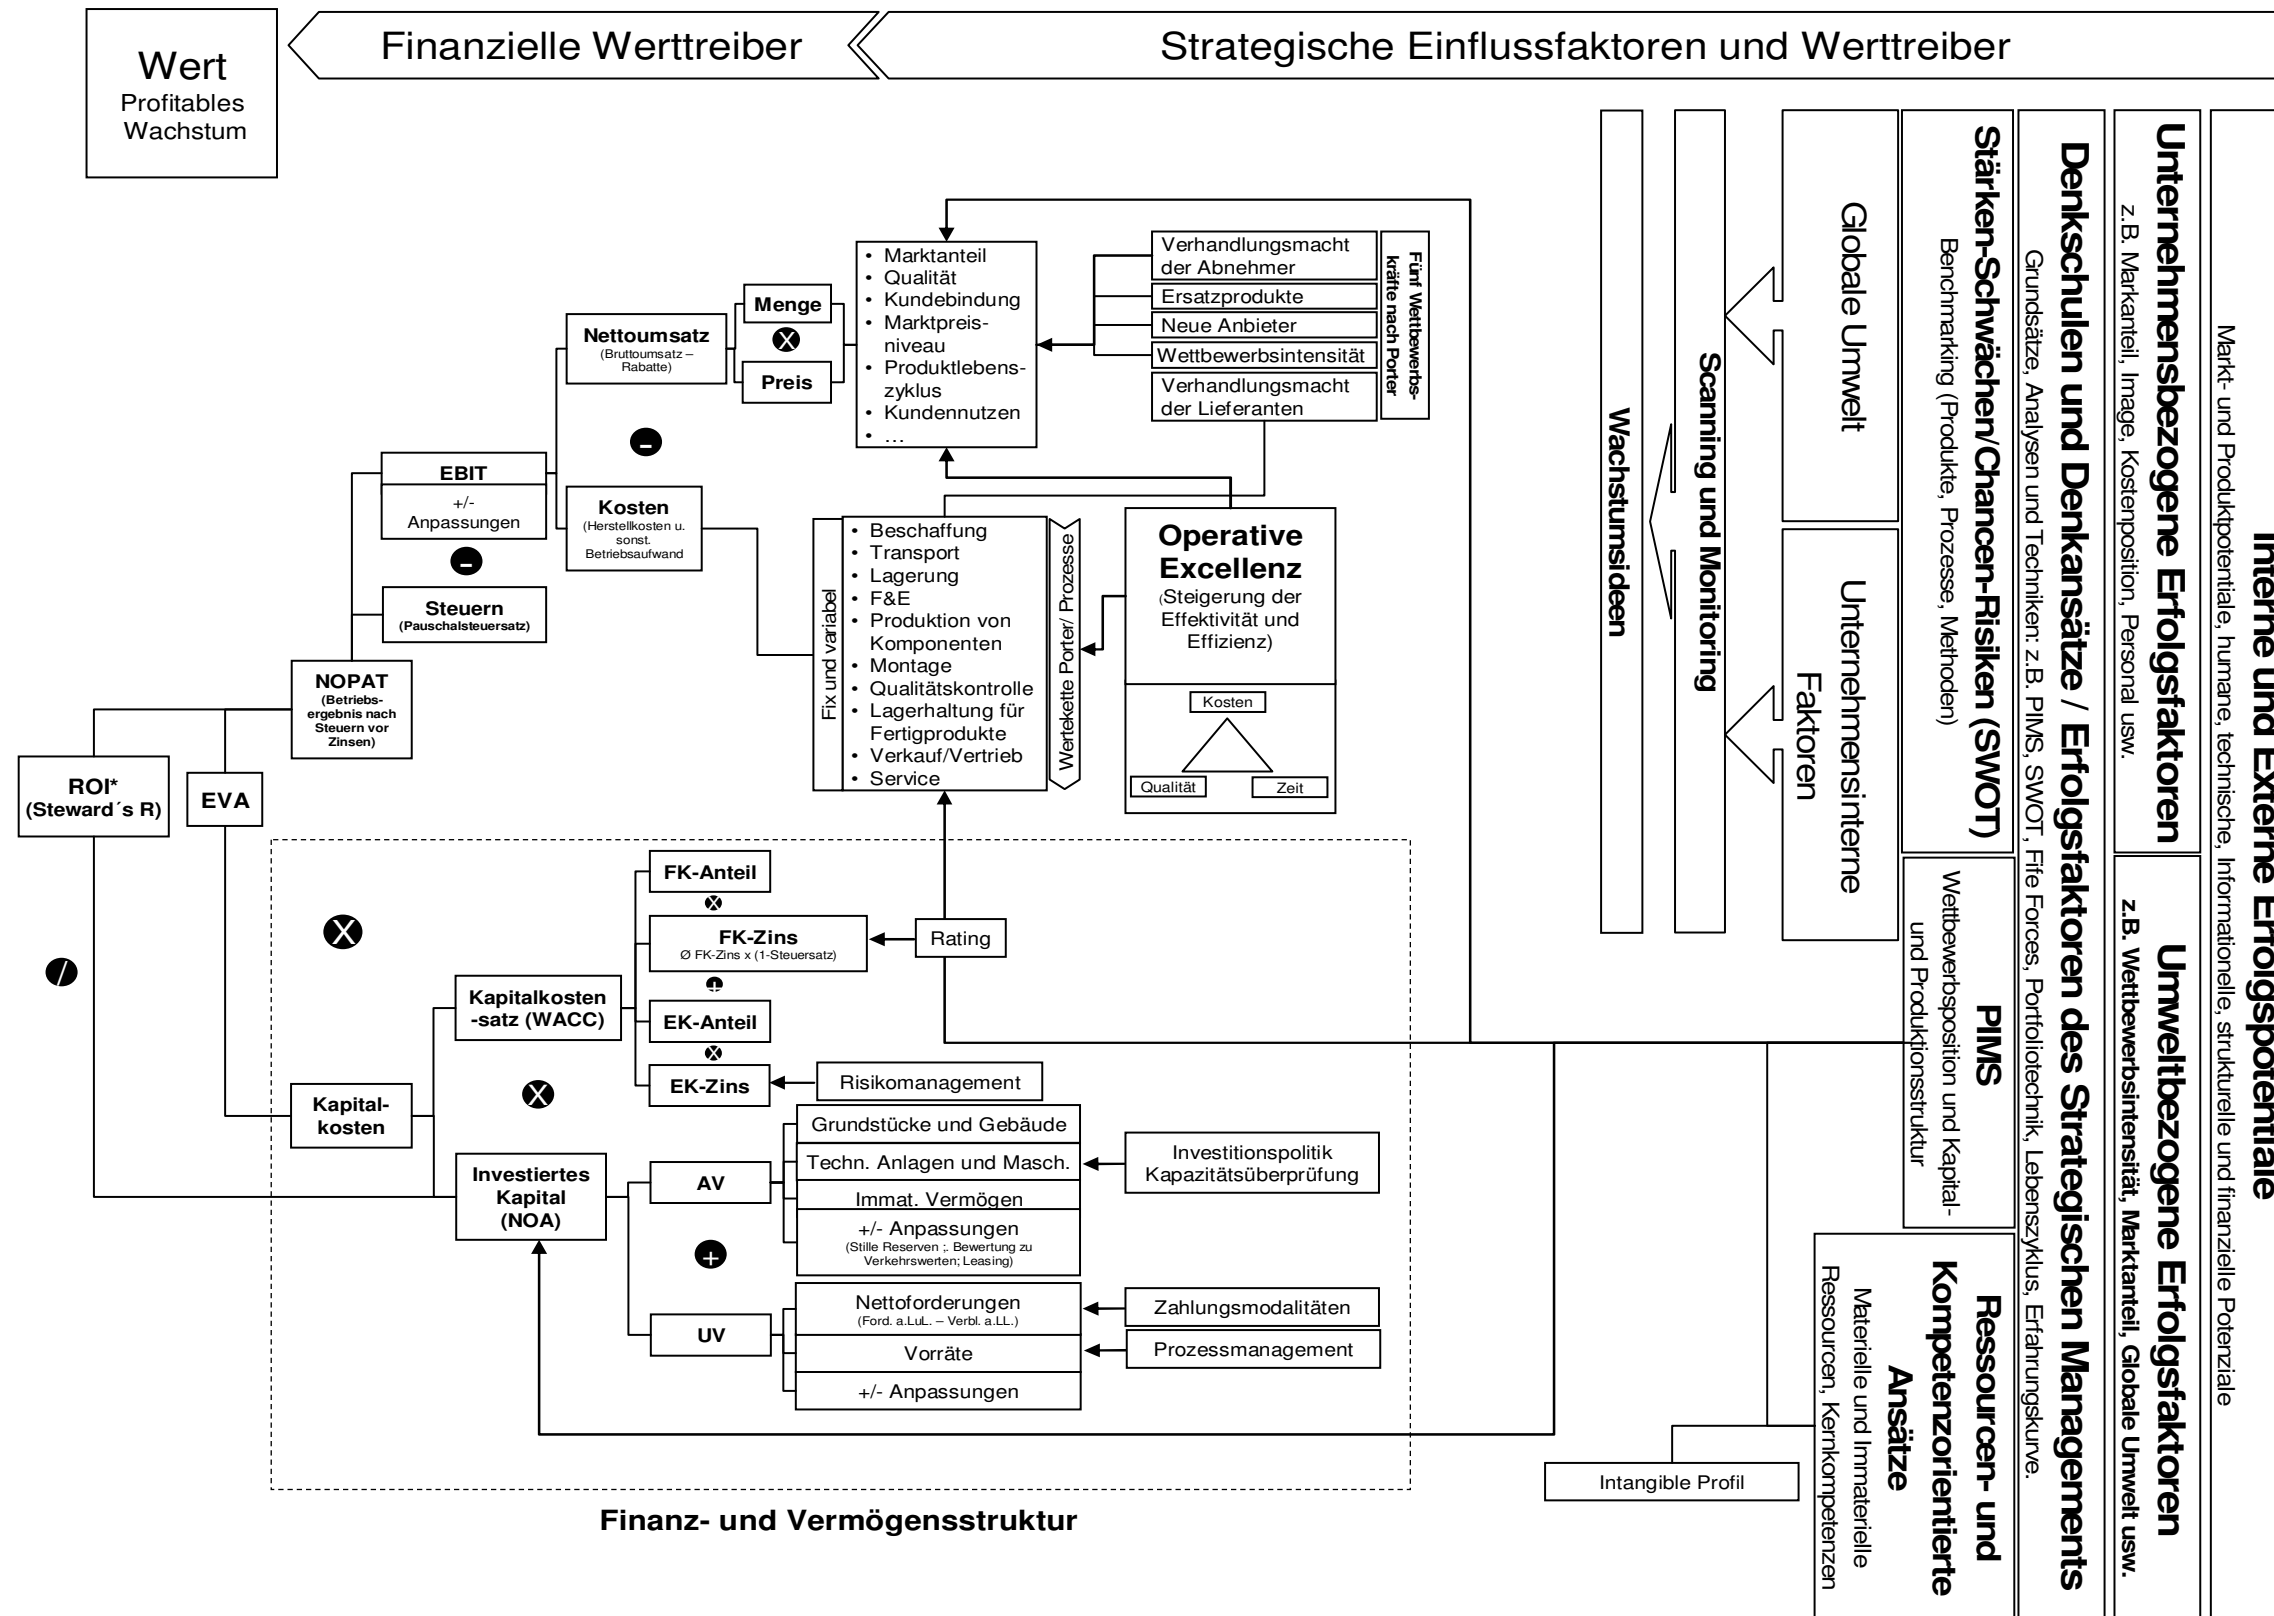 Wert
Profitables
Wachstum
Finanzielle Werttreiber
Strategische Einflussfaktoren und Werttreiber
ROI*
(Steward´s R)
EVA
NOPAT
(Betriebs-
ergebnis nach
Steuern vor
Zinsen)
EBIT
+/-
Anpassungen
-
Steuern
(Pauschalsteuersatz)
Nettoumsatz
(Bruttoumsatz –
Rabatte)
-
Kosten
(Herstellkosten u.
sonst.
Betriebsaufwand
Menge
X
Preis
• Marktanteil
• Qualität
• Kundebindung
• Marktpreis-
niveau
• Produktlebens-
zyklus
• Kundennutzen
• ...
Verhandlungsmacht
der Abnehmer
Ersatzprodukte
Neue Anbieter
Wettbewerbsintensität
Verhandlungsmacht
der Lieferanten
Fünf Wettbewerbs-
kräfte nach Porter
Fix und variabel
• Beschaffung
• Transport
• Lagerung
• F&E
• Produktion von
Komponenten
• Montage
• Qualitätskontrolle
• Lagerhaltung für
Fertigprodukte
• Verkauf/Vertrieb
• Service
Wertekette Porter/ Prozesse
Operative
Excellenz
(Steigerung der
Effektivität und
Effizienz)
Kosten
Qualität
Zeit
/
X
Kapital-
kosten
Kapitalkosten
-satz (WACC)
X
Investiertes
Kapital
(NOA)
FK-Anteil
X
FK-Zins
Ø FK-Zins x (1-Steuersatz)
+
EK-Anteil
X
EK-Zins
Rating
Risikomanagement
AV
+
UV
Grundstücke und Gebäude
Techn. Anlagen und Masch.
Immat. Vermögen
+/- Anpassungen
(Stille Reserven ;. Bewertung zu
Verkehrswerten; Leasing)
Nettoforderungen
(Ford. a.LuL. – Verbl. a.LL.)
Vorräte
+/- Anpassungen
Investitionspolitik
Kapazitätsüberprüfung
Zahlungsmodalitäten
Prozessmanagement
Finanz- und Vermögensstruktur
Wachstumsideen
Scanning und Monitoring
Globale Umwelt
Unternehmensinterne
Faktoren
Stärken-Schwächen/Chancen-Risiken (SWOT)
Benchmarking (Produkte, Prozesse, Methoden)
PIMS
Wettbewerbsposition und Kapital-
und Produktionsstruktur
Ressourcen- und
Kompetenzorientierte
Ansätze
Materielle und Immaterielle
Ressourcen, Kernkompetenzen
Intangible Profil
Denkschulen und Denkansätze / Erfolgsfaktoren des Strategischen Managements
Grundsätze, Analysen und Techniken: z.B. PIMS, SWOT, Fife Forces, Portfoliotechnik, Lebenszyklus, Erfahrungskurve.
Unternehmensbezogene Erfolgsfaktoren
z.B. Markanteil, Image, Kostenposition, Personal usw.
Umweltbezogene Erfolgsfaktoren
z.B. Wettbewerbsintensität, Marktanteil, Globale Umwelt usw.
Interne und Externe Erfolgspotentiale
Markt- und Produktpotentiale, humane, technische, Informationelle, strukturelle und finanzielle Potenziale